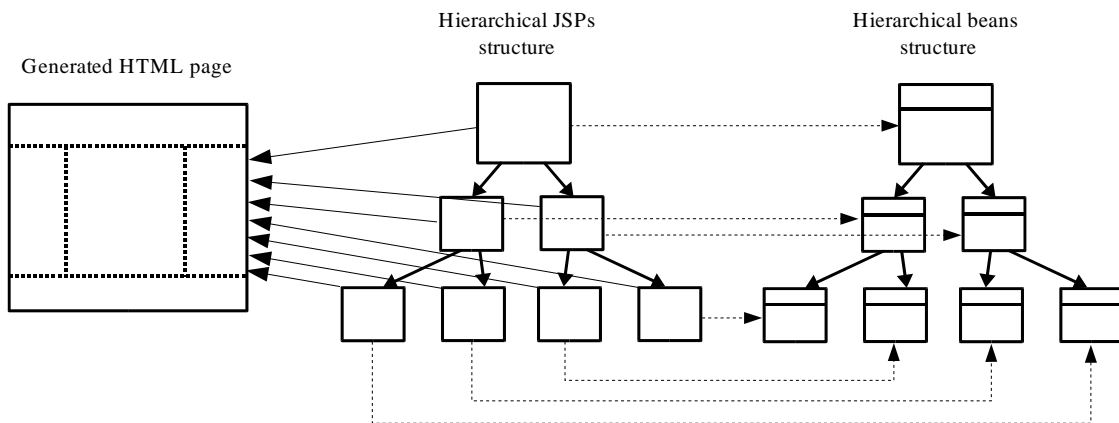 Hierarchical JSPs
structure
Hierarchical beans
structure
Generated HTML page